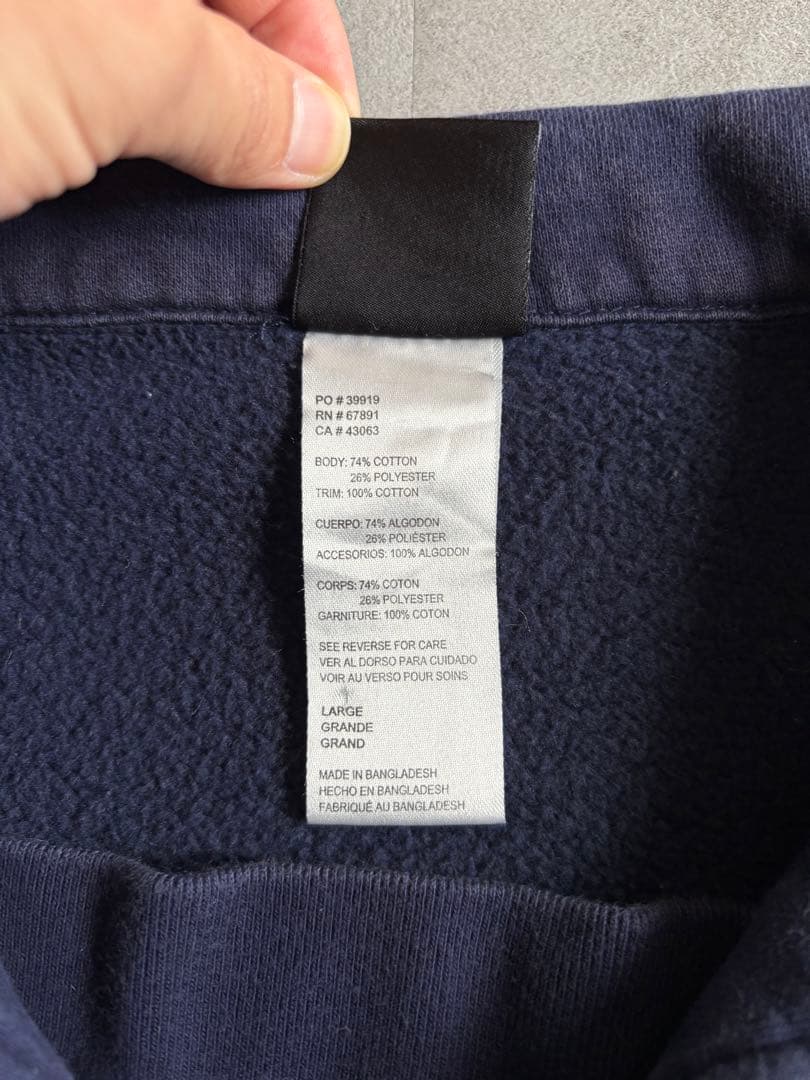 PO # 39919
RN # 67891
CA # 43063
BODY: 74% COTTON
26% POLYESTER
TRIM: 100% COTTON
CUERPO: 74% ALGODON
26% POLIÉSTER
ACCESORIOS: 100% ALGODON
CORPS: 74% COTON
26% POLYESTER
GARNITURE: 100% COTON
SEE REVERSE FOR CARE
VER AL DORSO PARA CUIDADO
VOIR AU VERSO POUR SOINS
LARGE
GRANDE
GRAND
MADE IN BANGLADESH
HECHO EN BANGLADESH
FABRIQUÉ AU BANGLADESH